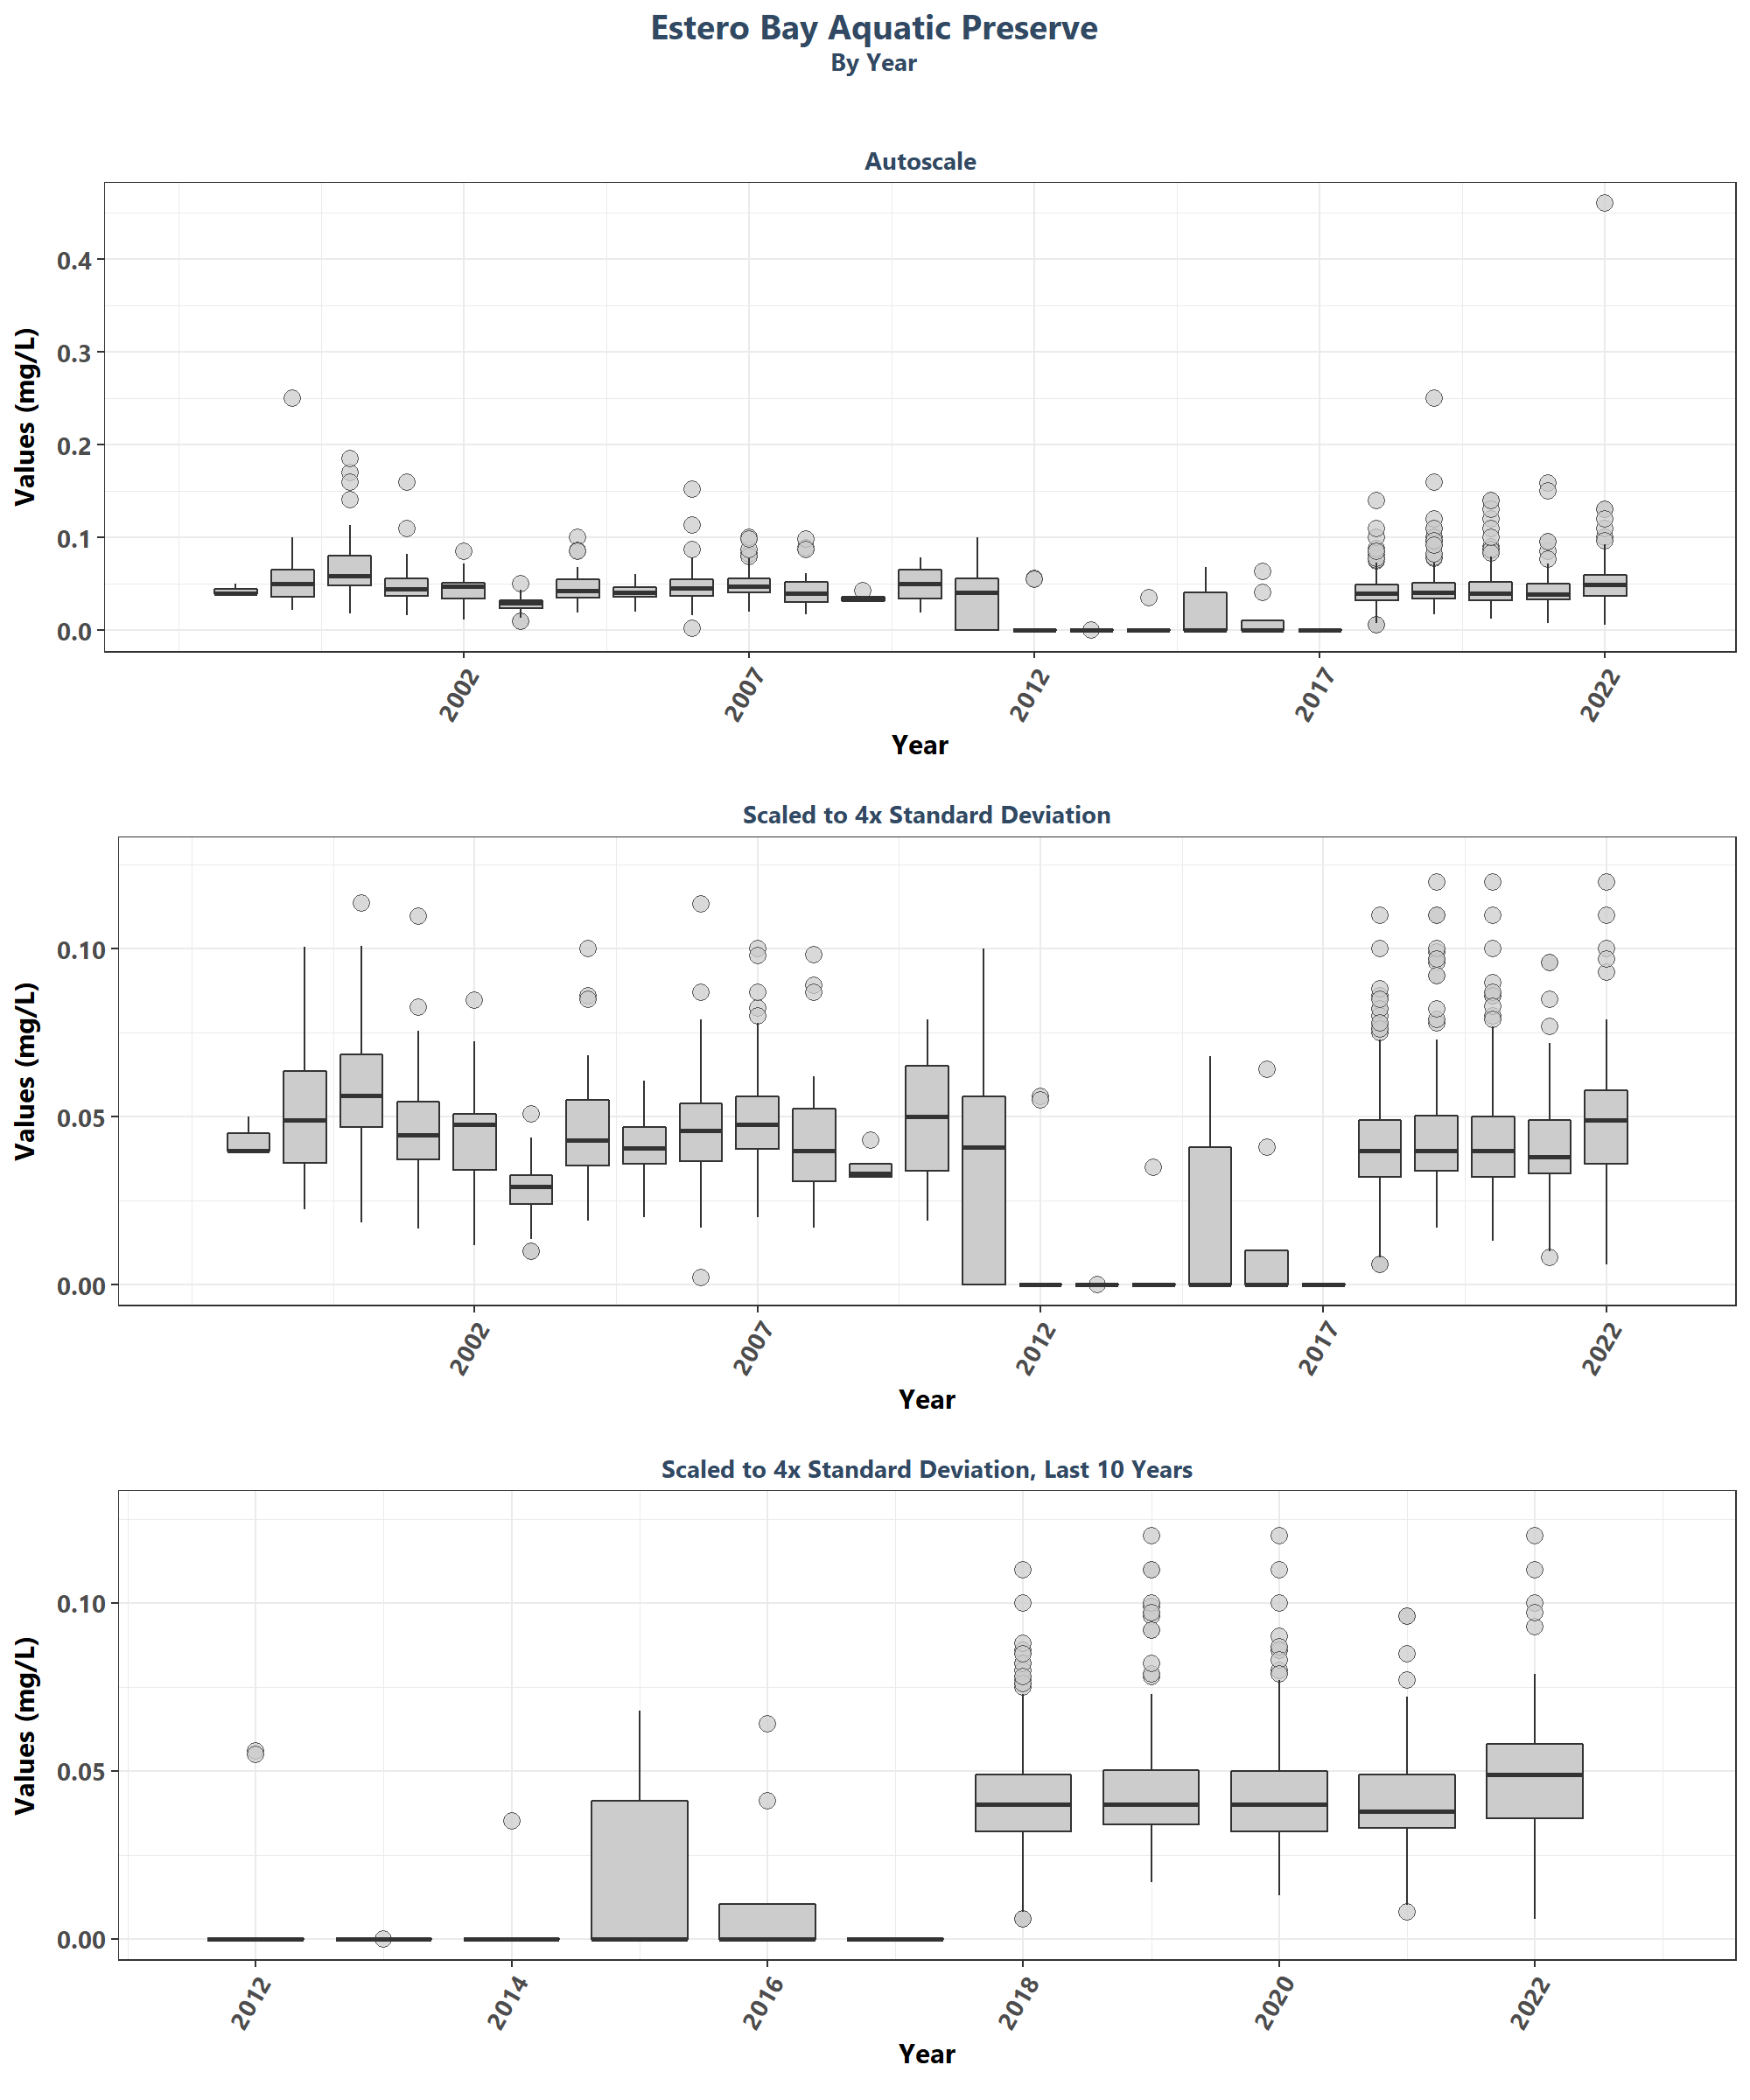 Estero Bay Aquatic Preserve
By Year
Autoscale
Values (mg/L)
0.4
0.3
0.2
0.1
0.0
2002 2007 2012 2017 2022
Year
Scaled to 4x Standard Deviation
Values (mg/L)
0.10
0.05
0.00
2002 2007 2012 2017 2022
Year
Scaled to 4x Standard Deviation, Last 10 Years
Values (mg/L)
0.10
0.05
0.00
2012 2014 2016 2018 2020 2022
Year